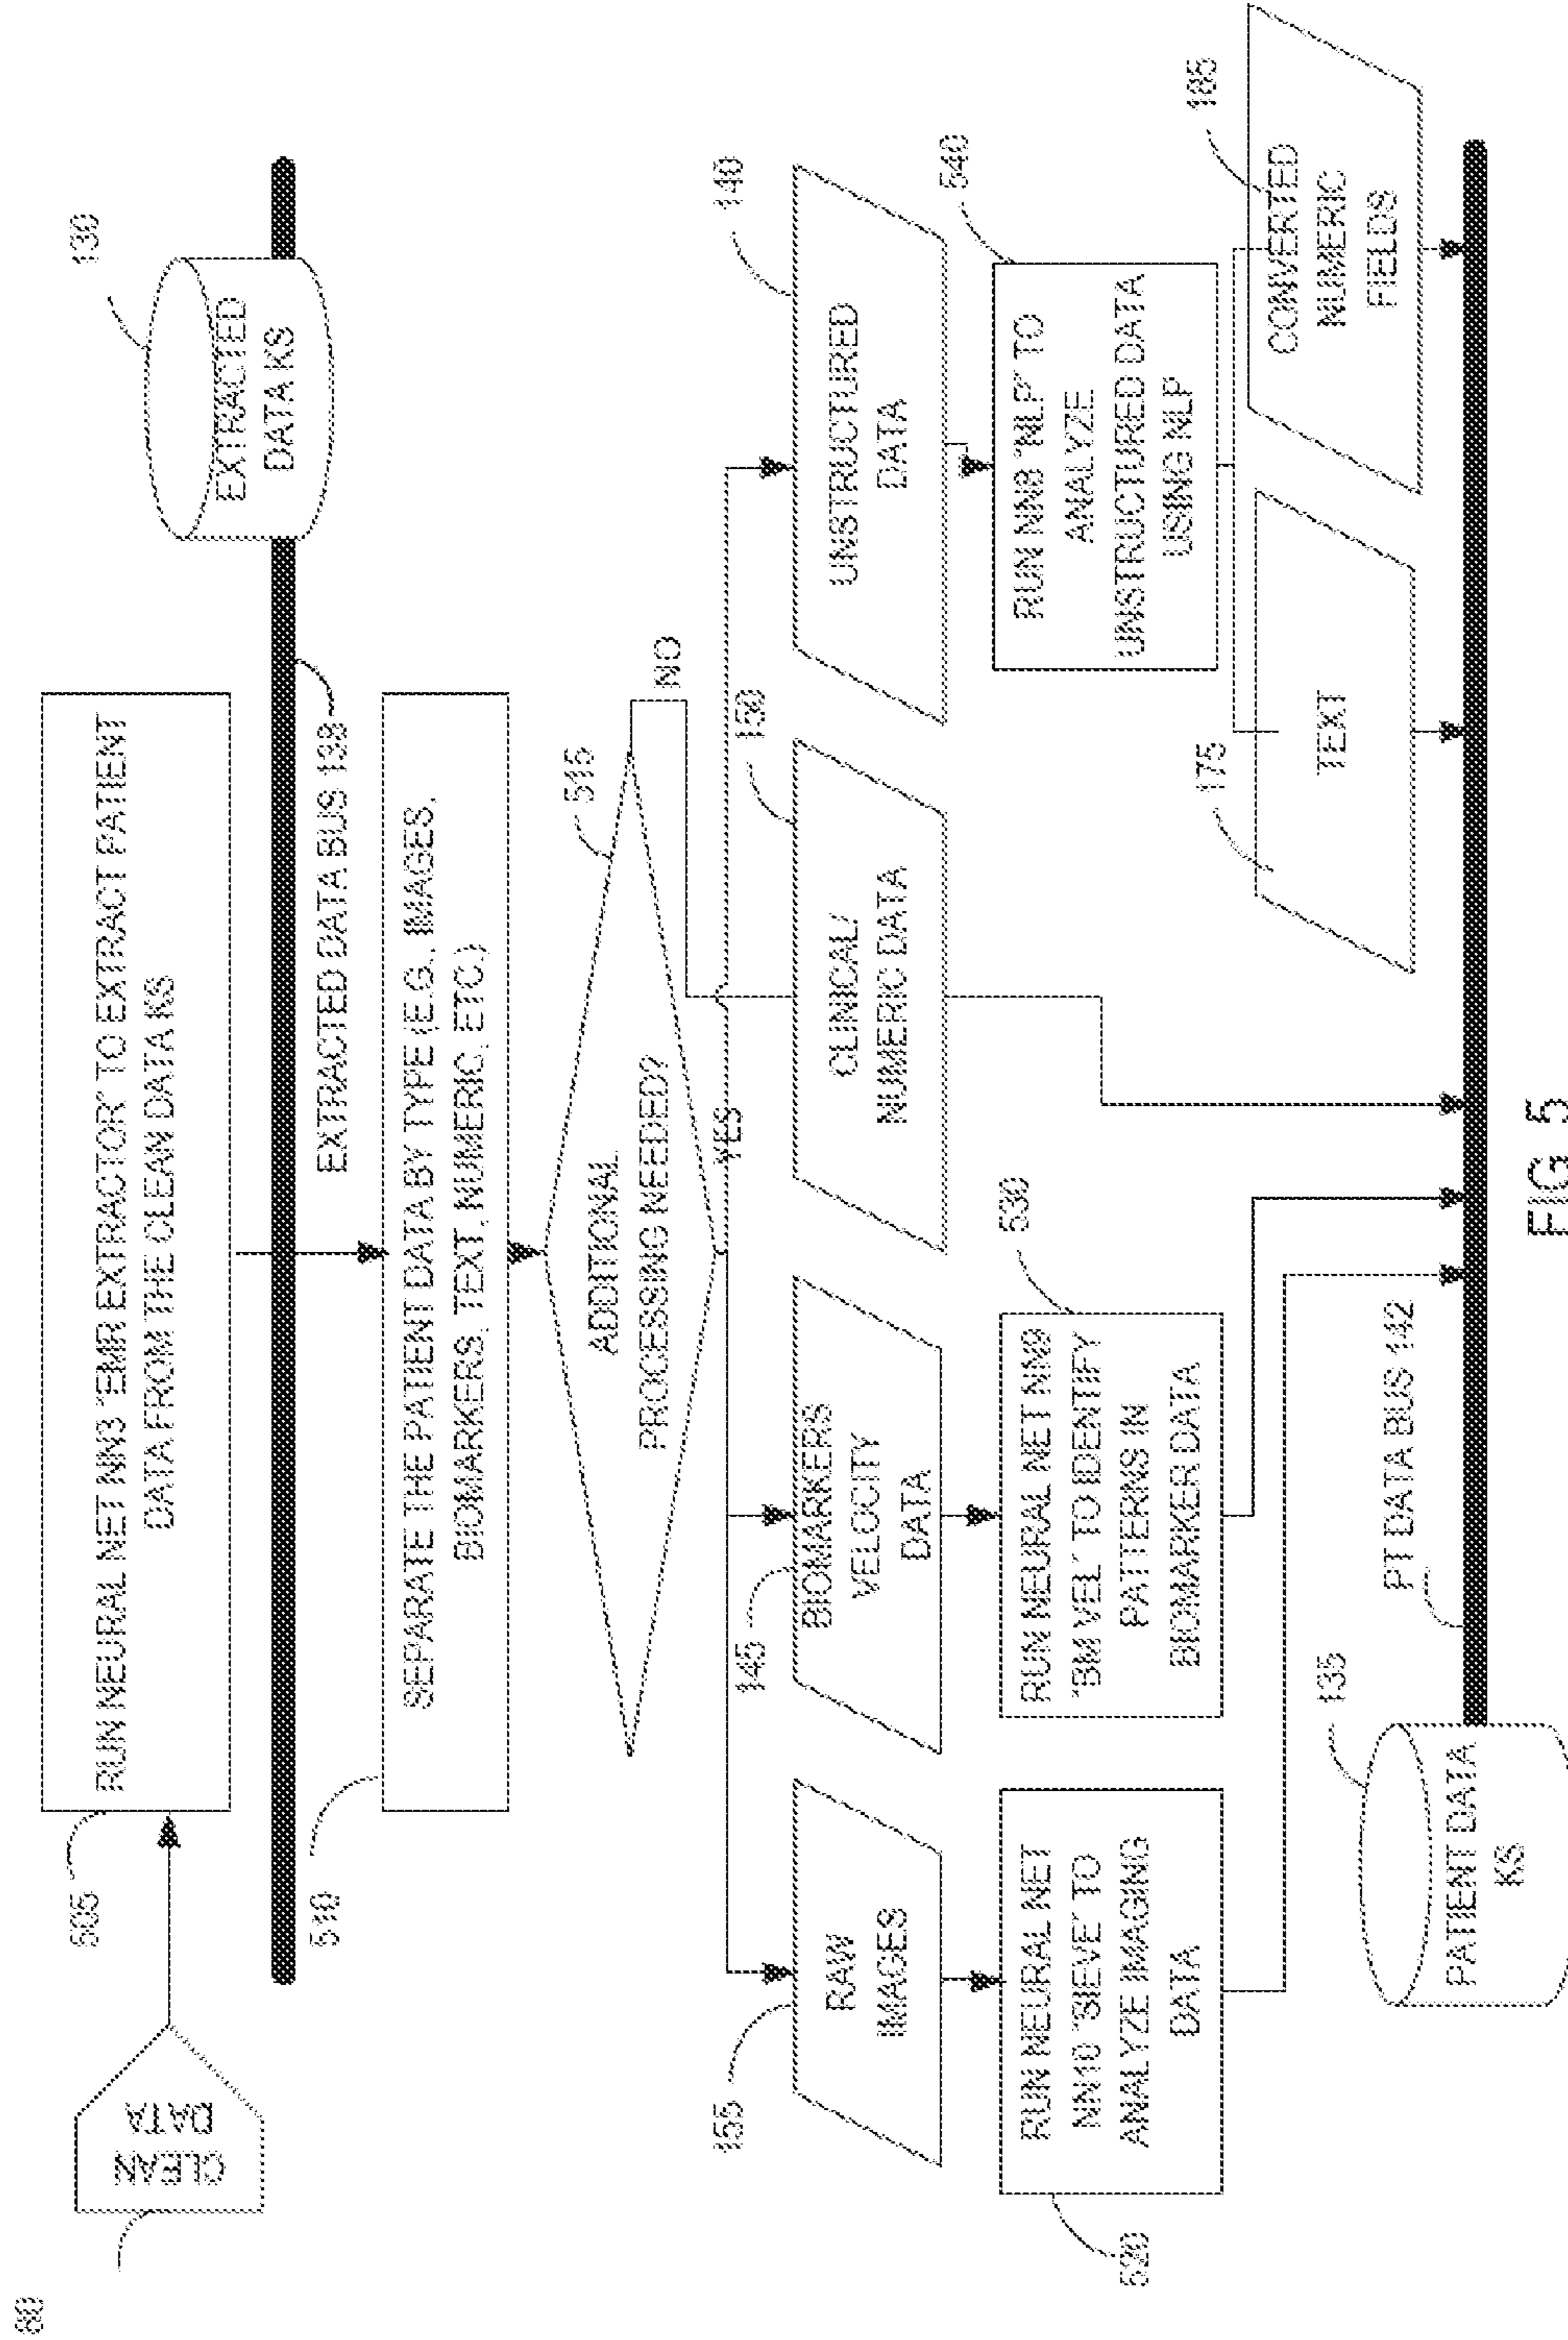 80
CLEAN
DATA
505
RUN NEURAL NET NN3 'EMR EXTRACTOR' TO EXTRACT PATIENT
DATA FROM THE CLEAN DATA KS
130
EXTRACTED
DATA KS
EXTRACTED DATA BUS 138
510
SEPARATE THE PATIENT DATA BY TYPE (E.G., IMAGES,
BIOMARKERS, TEXT, NUMERIC, ETC.)
515
ADDITIONAL
PROCESSING NEEDED?
NO
YES
155
RAW
IMAGES
145
BIOMARKERS
VELOCITY
DATA
150
CLINICAL/
NUMERIC DATA
140
UNSTRUCTURED
DATA
520
RUN NEURAL NET
NN10 'SIEVE' TO
ANALYZE IMAGING
DATA
530
RUN NEURAL NET NN9
'BM VEL' TO IDENTIFY
PATTERNS IN
BIOMARKER DATA
540
RUN NN8 'NLP' TO
ANALYZE
UNSTRUCTURED DATA
USING NLP
175
TEXT
185
CONVERTED
NUMERIC
FIELDS
135
PATIENT DATA
KS
PT DATA BUS 142
FIG. 5